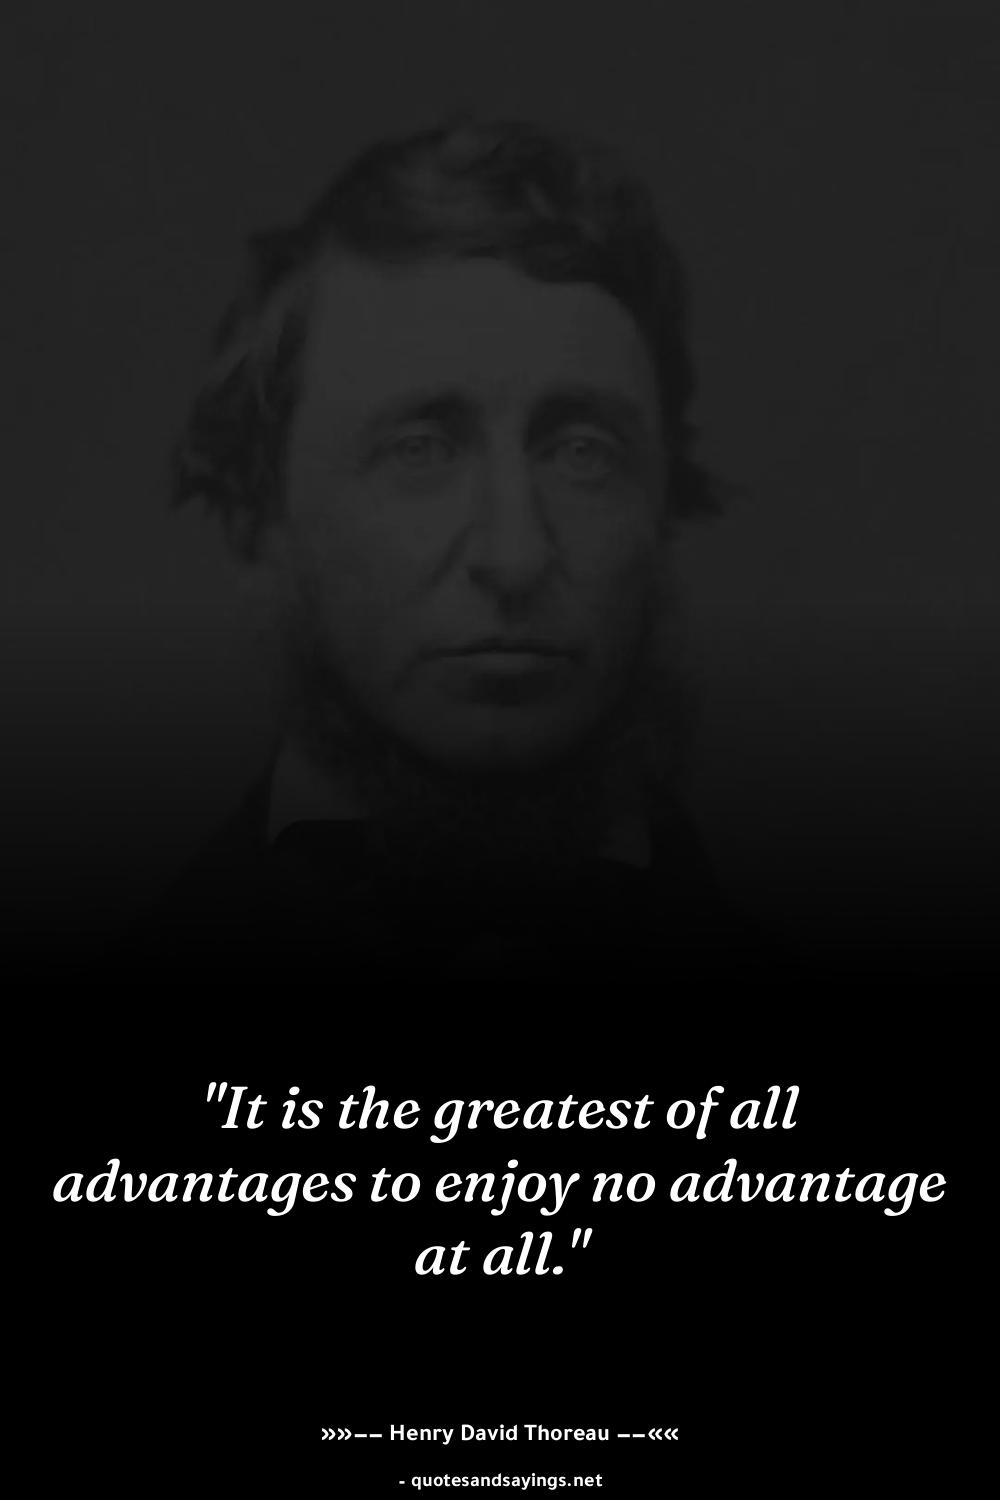 "It is the greatest of all
advantages to enjoy no advantage
at all."
»»−− Henry David Thoreau −−««
- quotesandsayings.net